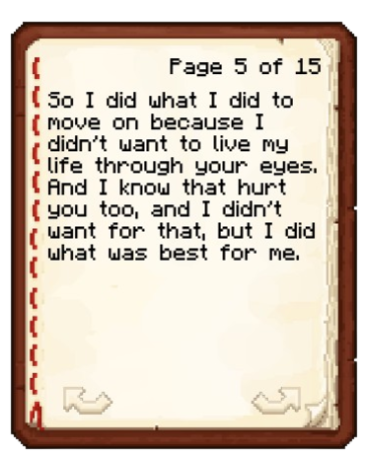 Page 5 of 15
So I did what I did to
move on because I
didn't want to live my
life through your eyes.
And I know that hurt
you too, and I didn't
want for that, but I did
what was best for me.